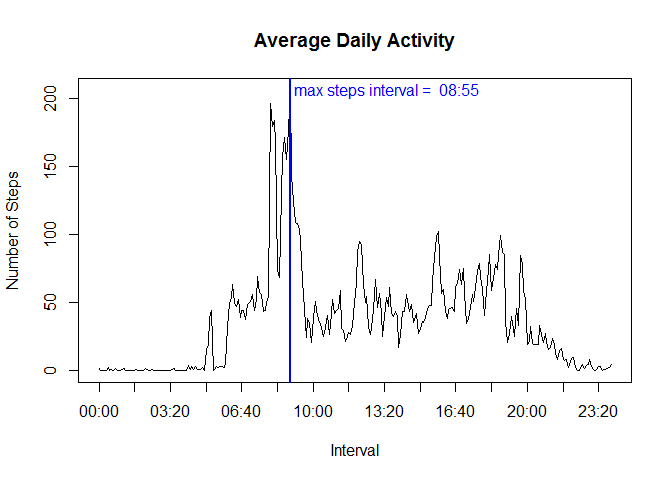 Average Daily Activity
max steps interval =  08:55
Number of Steps
200
150
100
50
0
00:00 03:20 06:40 10:00 13:20 16:40 20:00 23:20
Interval